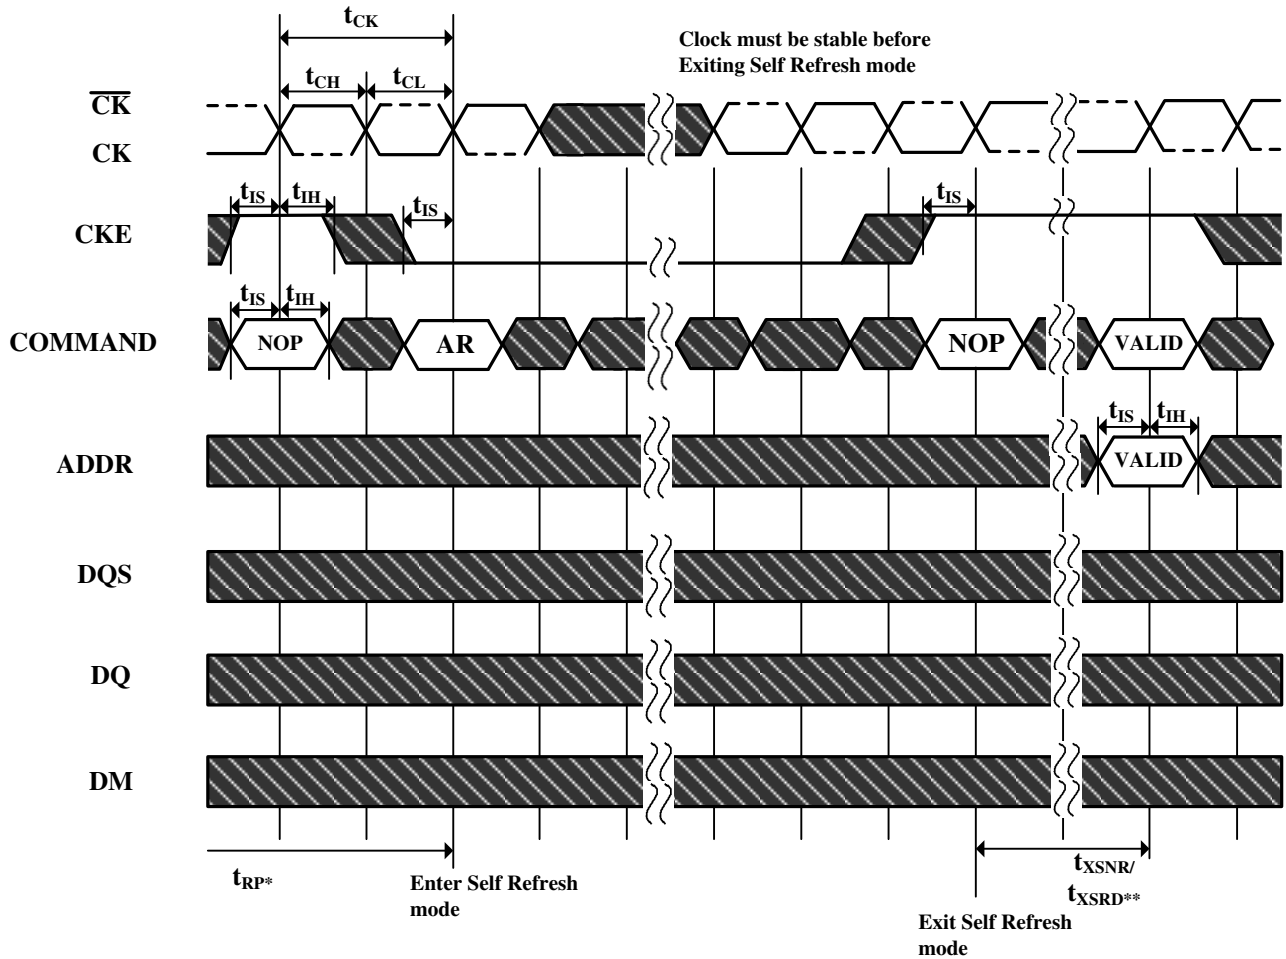 tCK
Clock must be stable before
Exiting Self Refresh mode
tCH
tCL
CK
CK
tIS
tIH
tIS
tIS
CKE
tIS
tIH
COMMAND
NOP
AR
NOP
VALID
tIS
tIH
ADDR
VALID
DQS
DQ
DM
tRP*
Enter Self Refresh
mode
tXSNR/
tXSRD**
Exit Self Refresh
mode